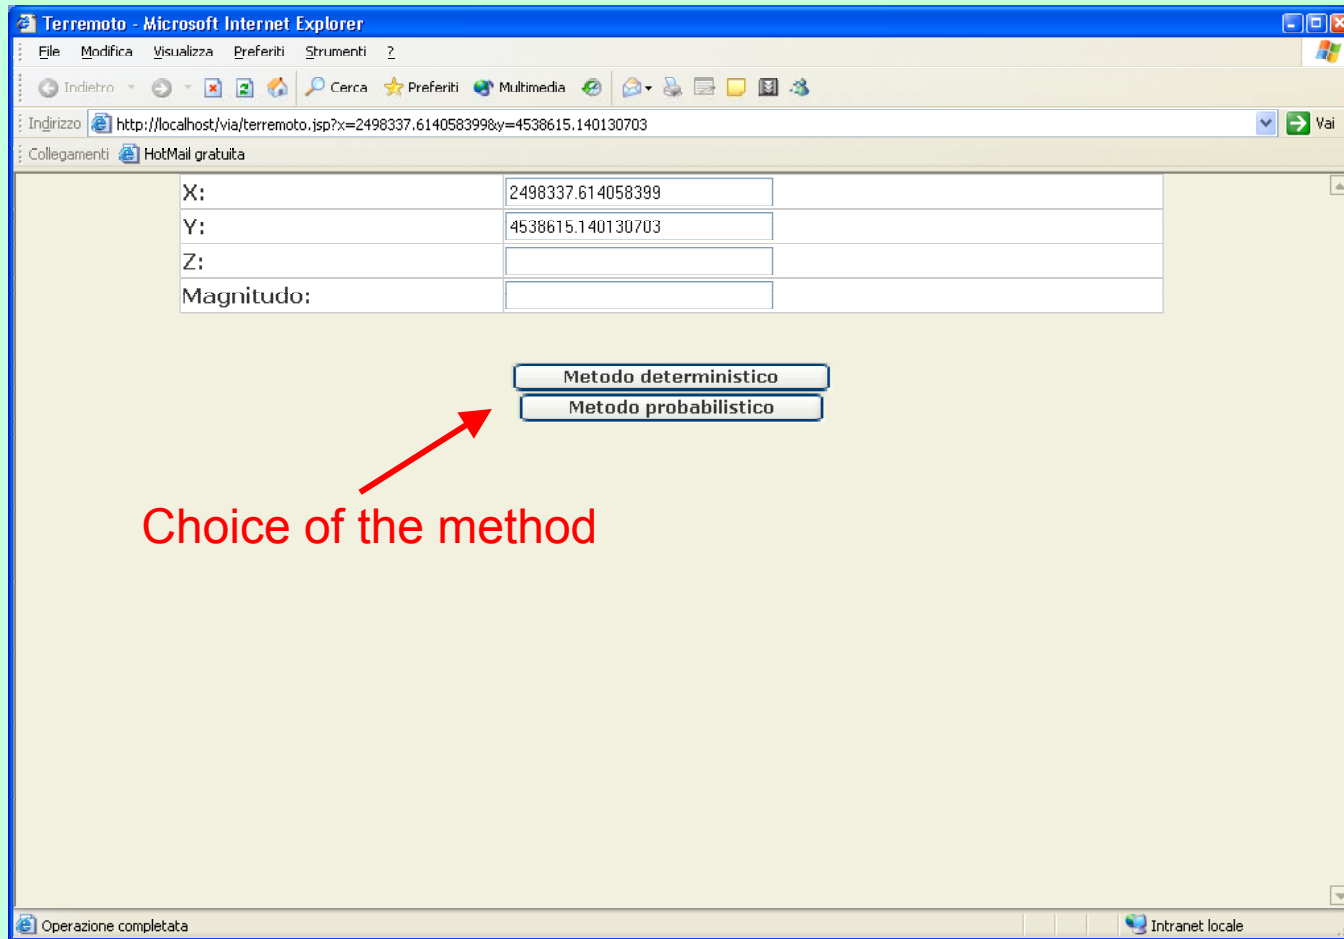 Terremoto - Microsoft Internet Explorer
File Modifica Visualizza Preferiti Strumenti ?
Indietro Cerca Preferiti Multimedia
Indirizzo http://localhost/via/terremoto.jsp?x=2498337.614058399&y=4538615.140130703 Vai
Collegamenti HotMail gratuita
X: 2498337.614058399
Y: 4538615.140130703
Z:
Magnitudo:
Metodo deterministico
Metodo probabilistico
Choice of the method
Operazione completata Intranet locale